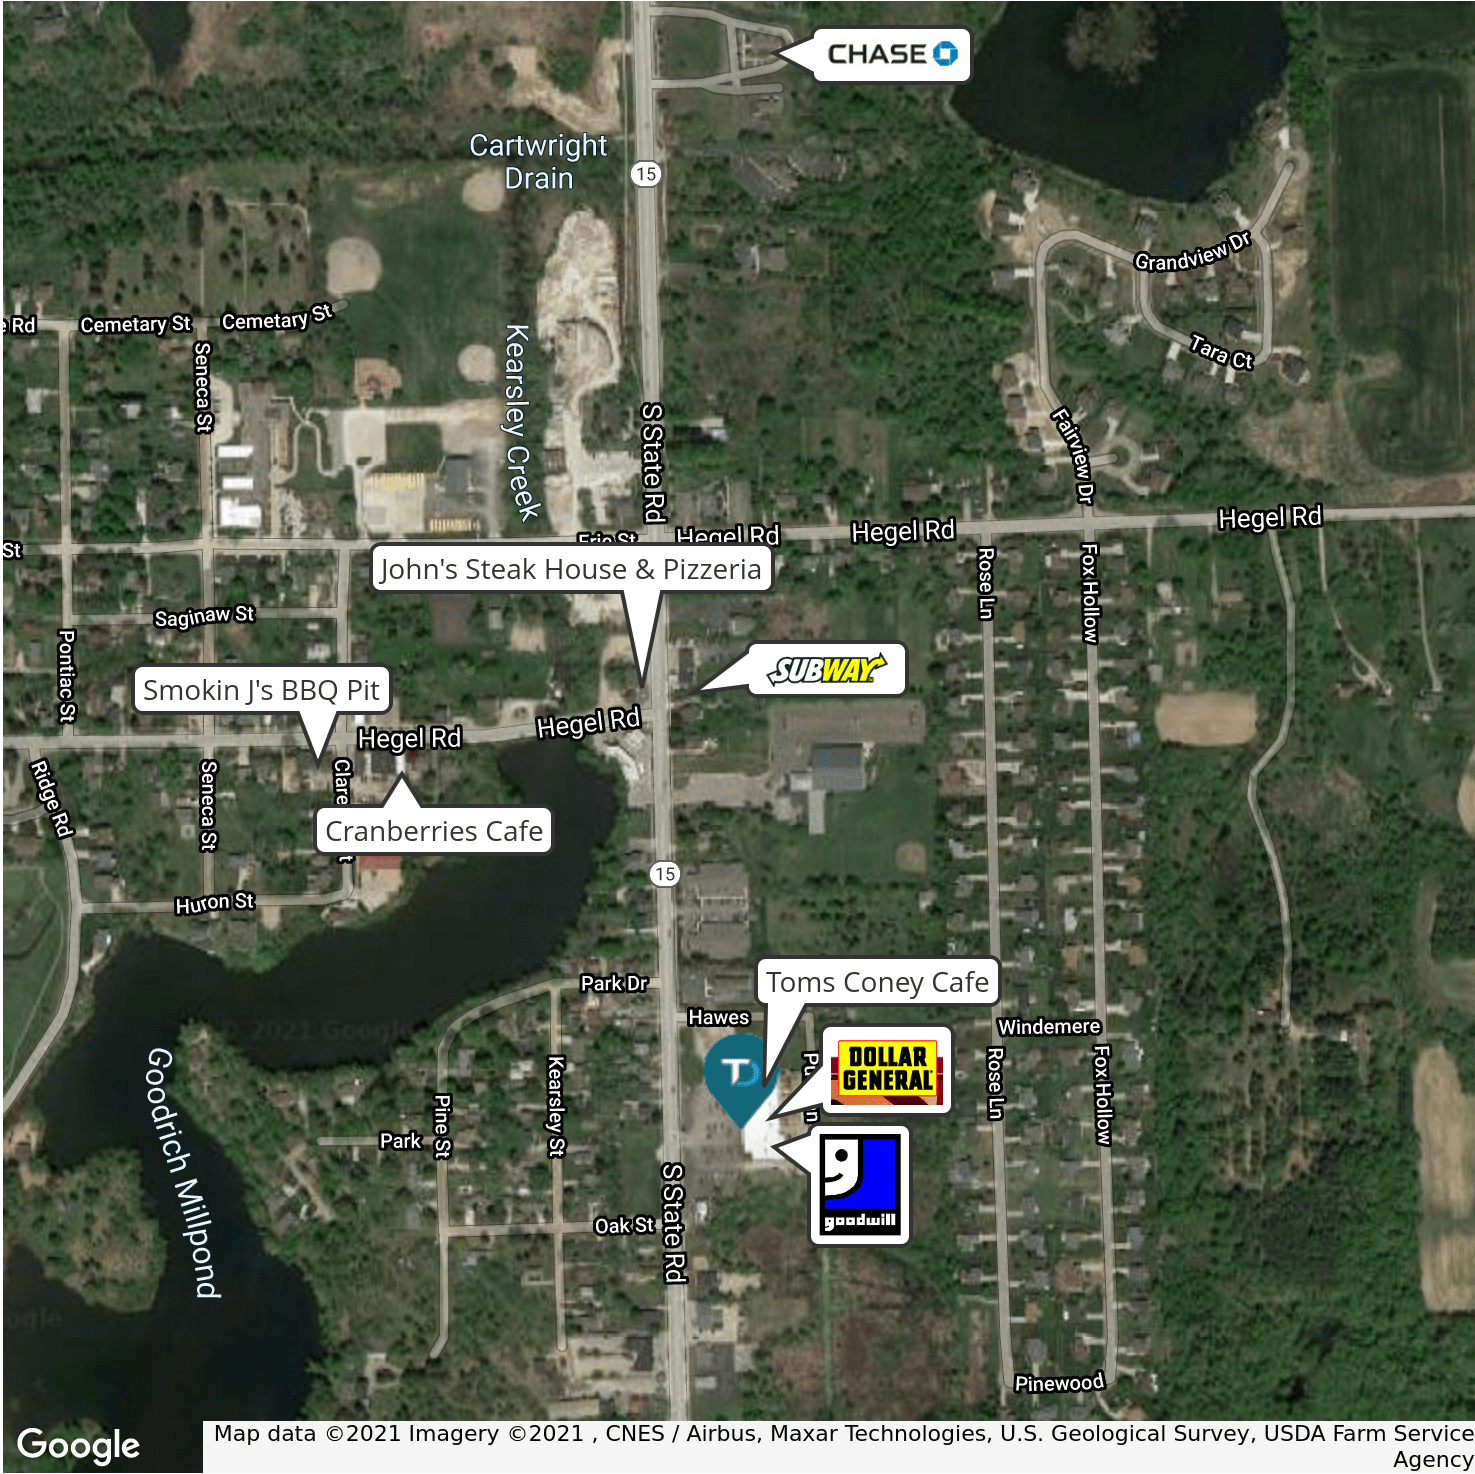 CHASE
Cartwright
Drain
15
Grandview Dr
e Rd
Cemetary St
Cemetary St
Tara Ct
Seneca St
Kearsley Creek
S State Rd
Fairview Dr
Hegel Rd
Hegel Rd
Hegel Rd
Erie St
St
John's Steak House & Pizzeria
Rose Ln
Fox Hollow
Saginaw St
Pontiac St
SUBWAY
Smokin J's BBQ Pit
Hegel Rd
Hegel Rd
Ridge Rd
Seneca St
Clare
t
Cranberries Cafe
15
Huron St
Park Dr
Toms Coney Cafe
Hawes
Windemere
Goodrich Millpond
Kearsley St
TD
Pu
n
DOLLAR
GENERAL
Rose Ln
Fox Hollow
Pine St
Park
goodwill
S State Rd
Oak St
Pinewood
Google
Map data ©2021 Imagery ©2021 , CNES / Airbus, Maxar Technologies, U.S. Geological Survey, USDA Farm Service
Agency